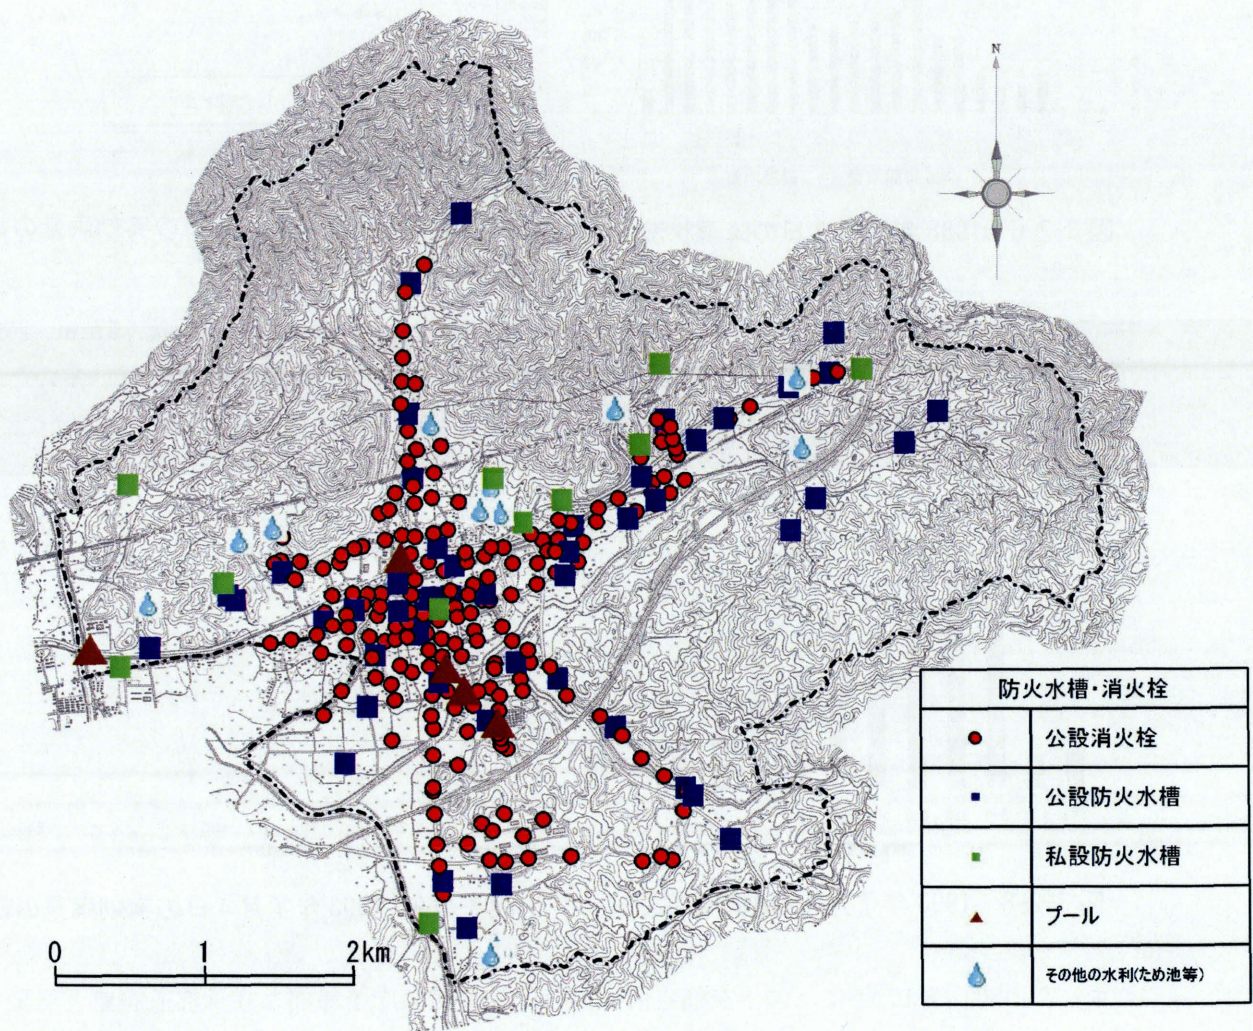 N
防火水槽・消火栓
公設消火栓
公設防火水槽
私設防火水槽
プール
その他の水利(ため池等)
0 1 2km